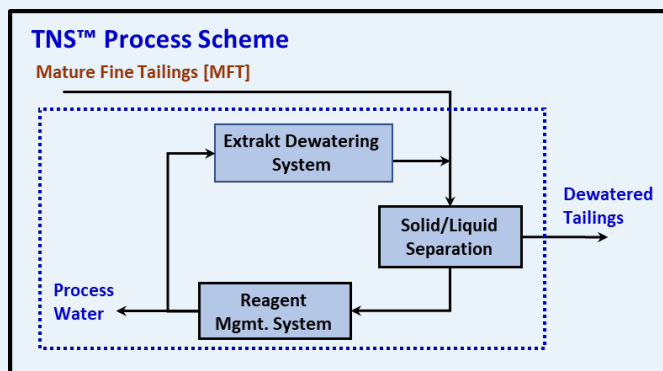 TNS™ Process Scheme
Mature Fine Tailings [MFT]
Extrakt Dewatering
System
Dewatered
Tailings
Solid/Liquid
Separation
Process
Water
Reagent
Mgmt. System